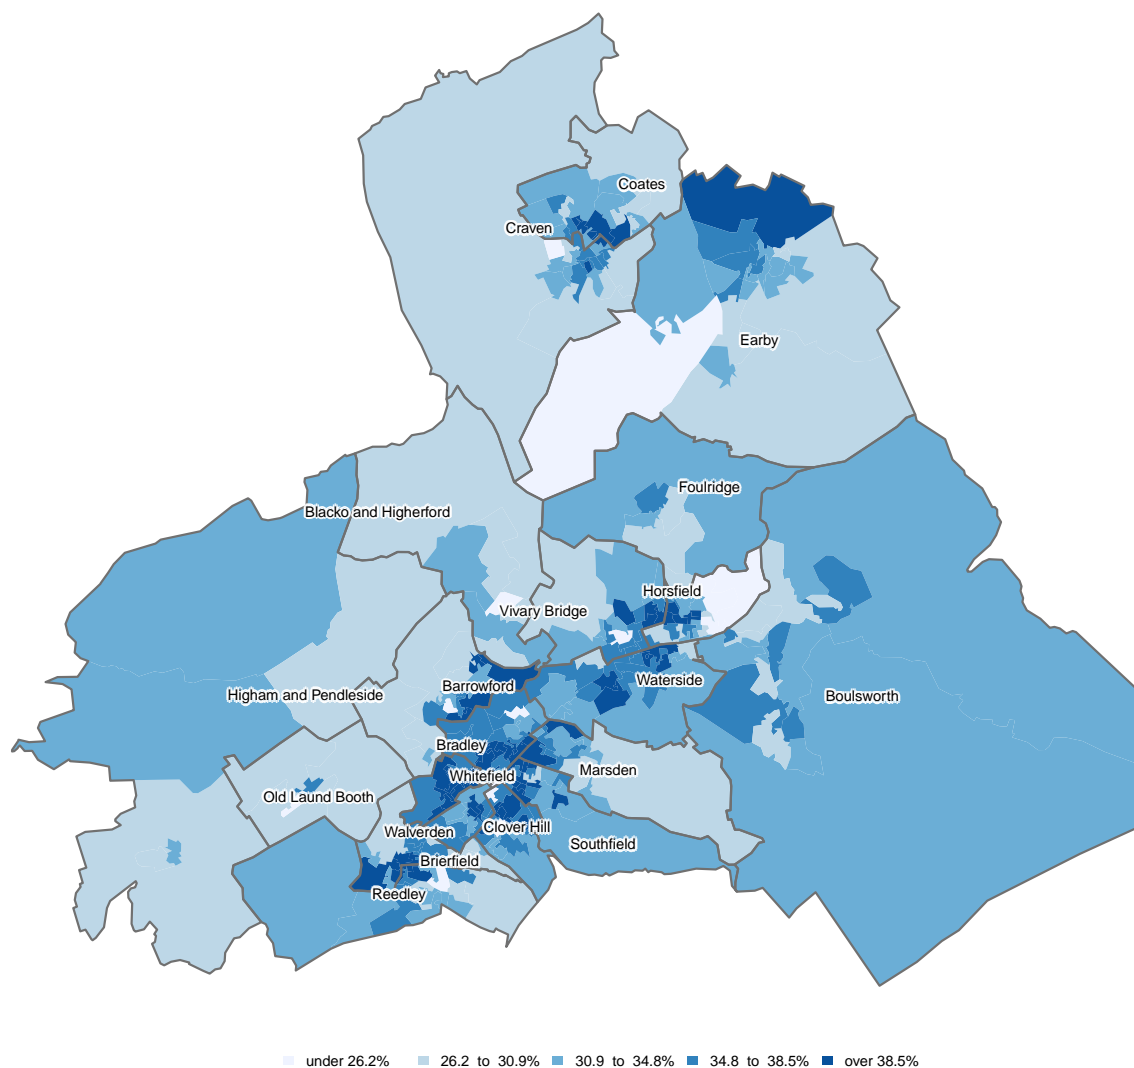 Coates
Craven
Earby
Foulridge
Blacko and Higherford
Horsfield
Vivary Bridge
Waterside
Barrowford
Higham and Pendleside
Boulsworth
Bradley
Marsden
Whitefield
Old Laund Booth
Clover Hill
Walverden
Southfield
Brierfield
Reedley
under 26.2% 26.2 to 30.9% 30.9 to 34.8% 34.8 to 38.5% over 38.5%